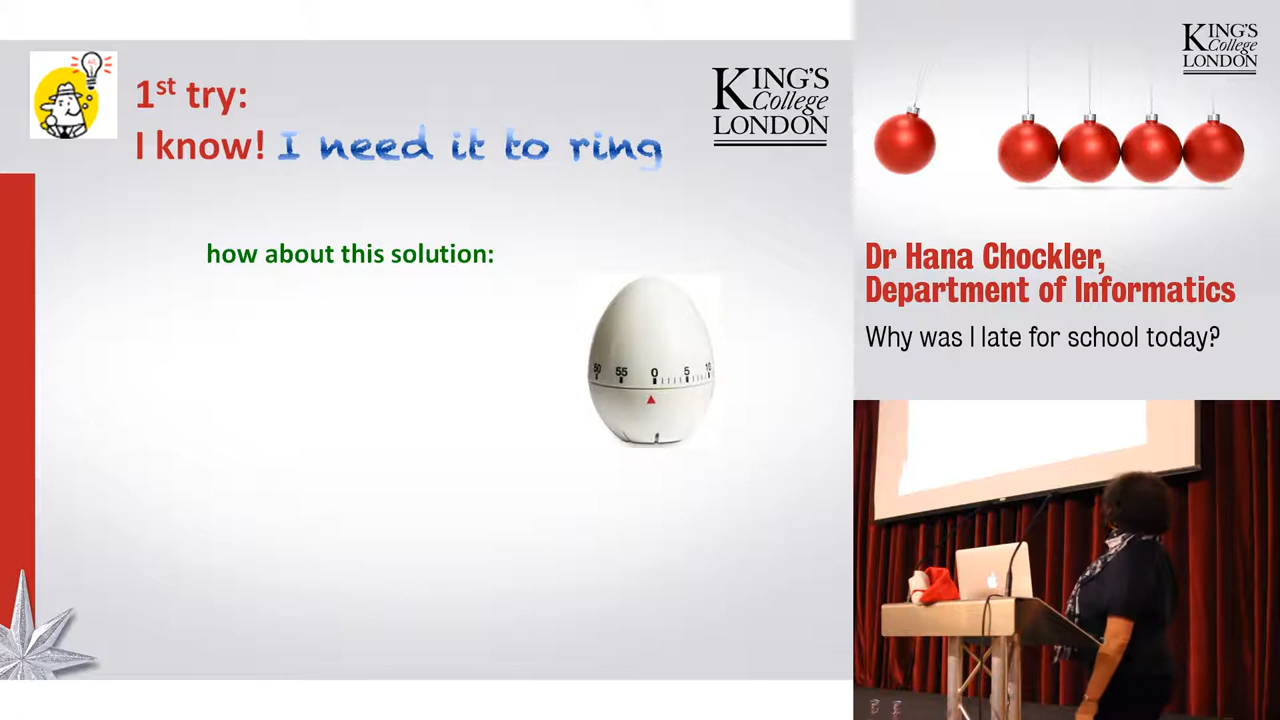 1st try:
I know! I need it to ring
KING'S
College
LONDON
how about this solution:
50 55 0 5 10
KING'S
College
LONDON
Dr Hana Chockler,
Department of Informatics
Why was I late for school today?